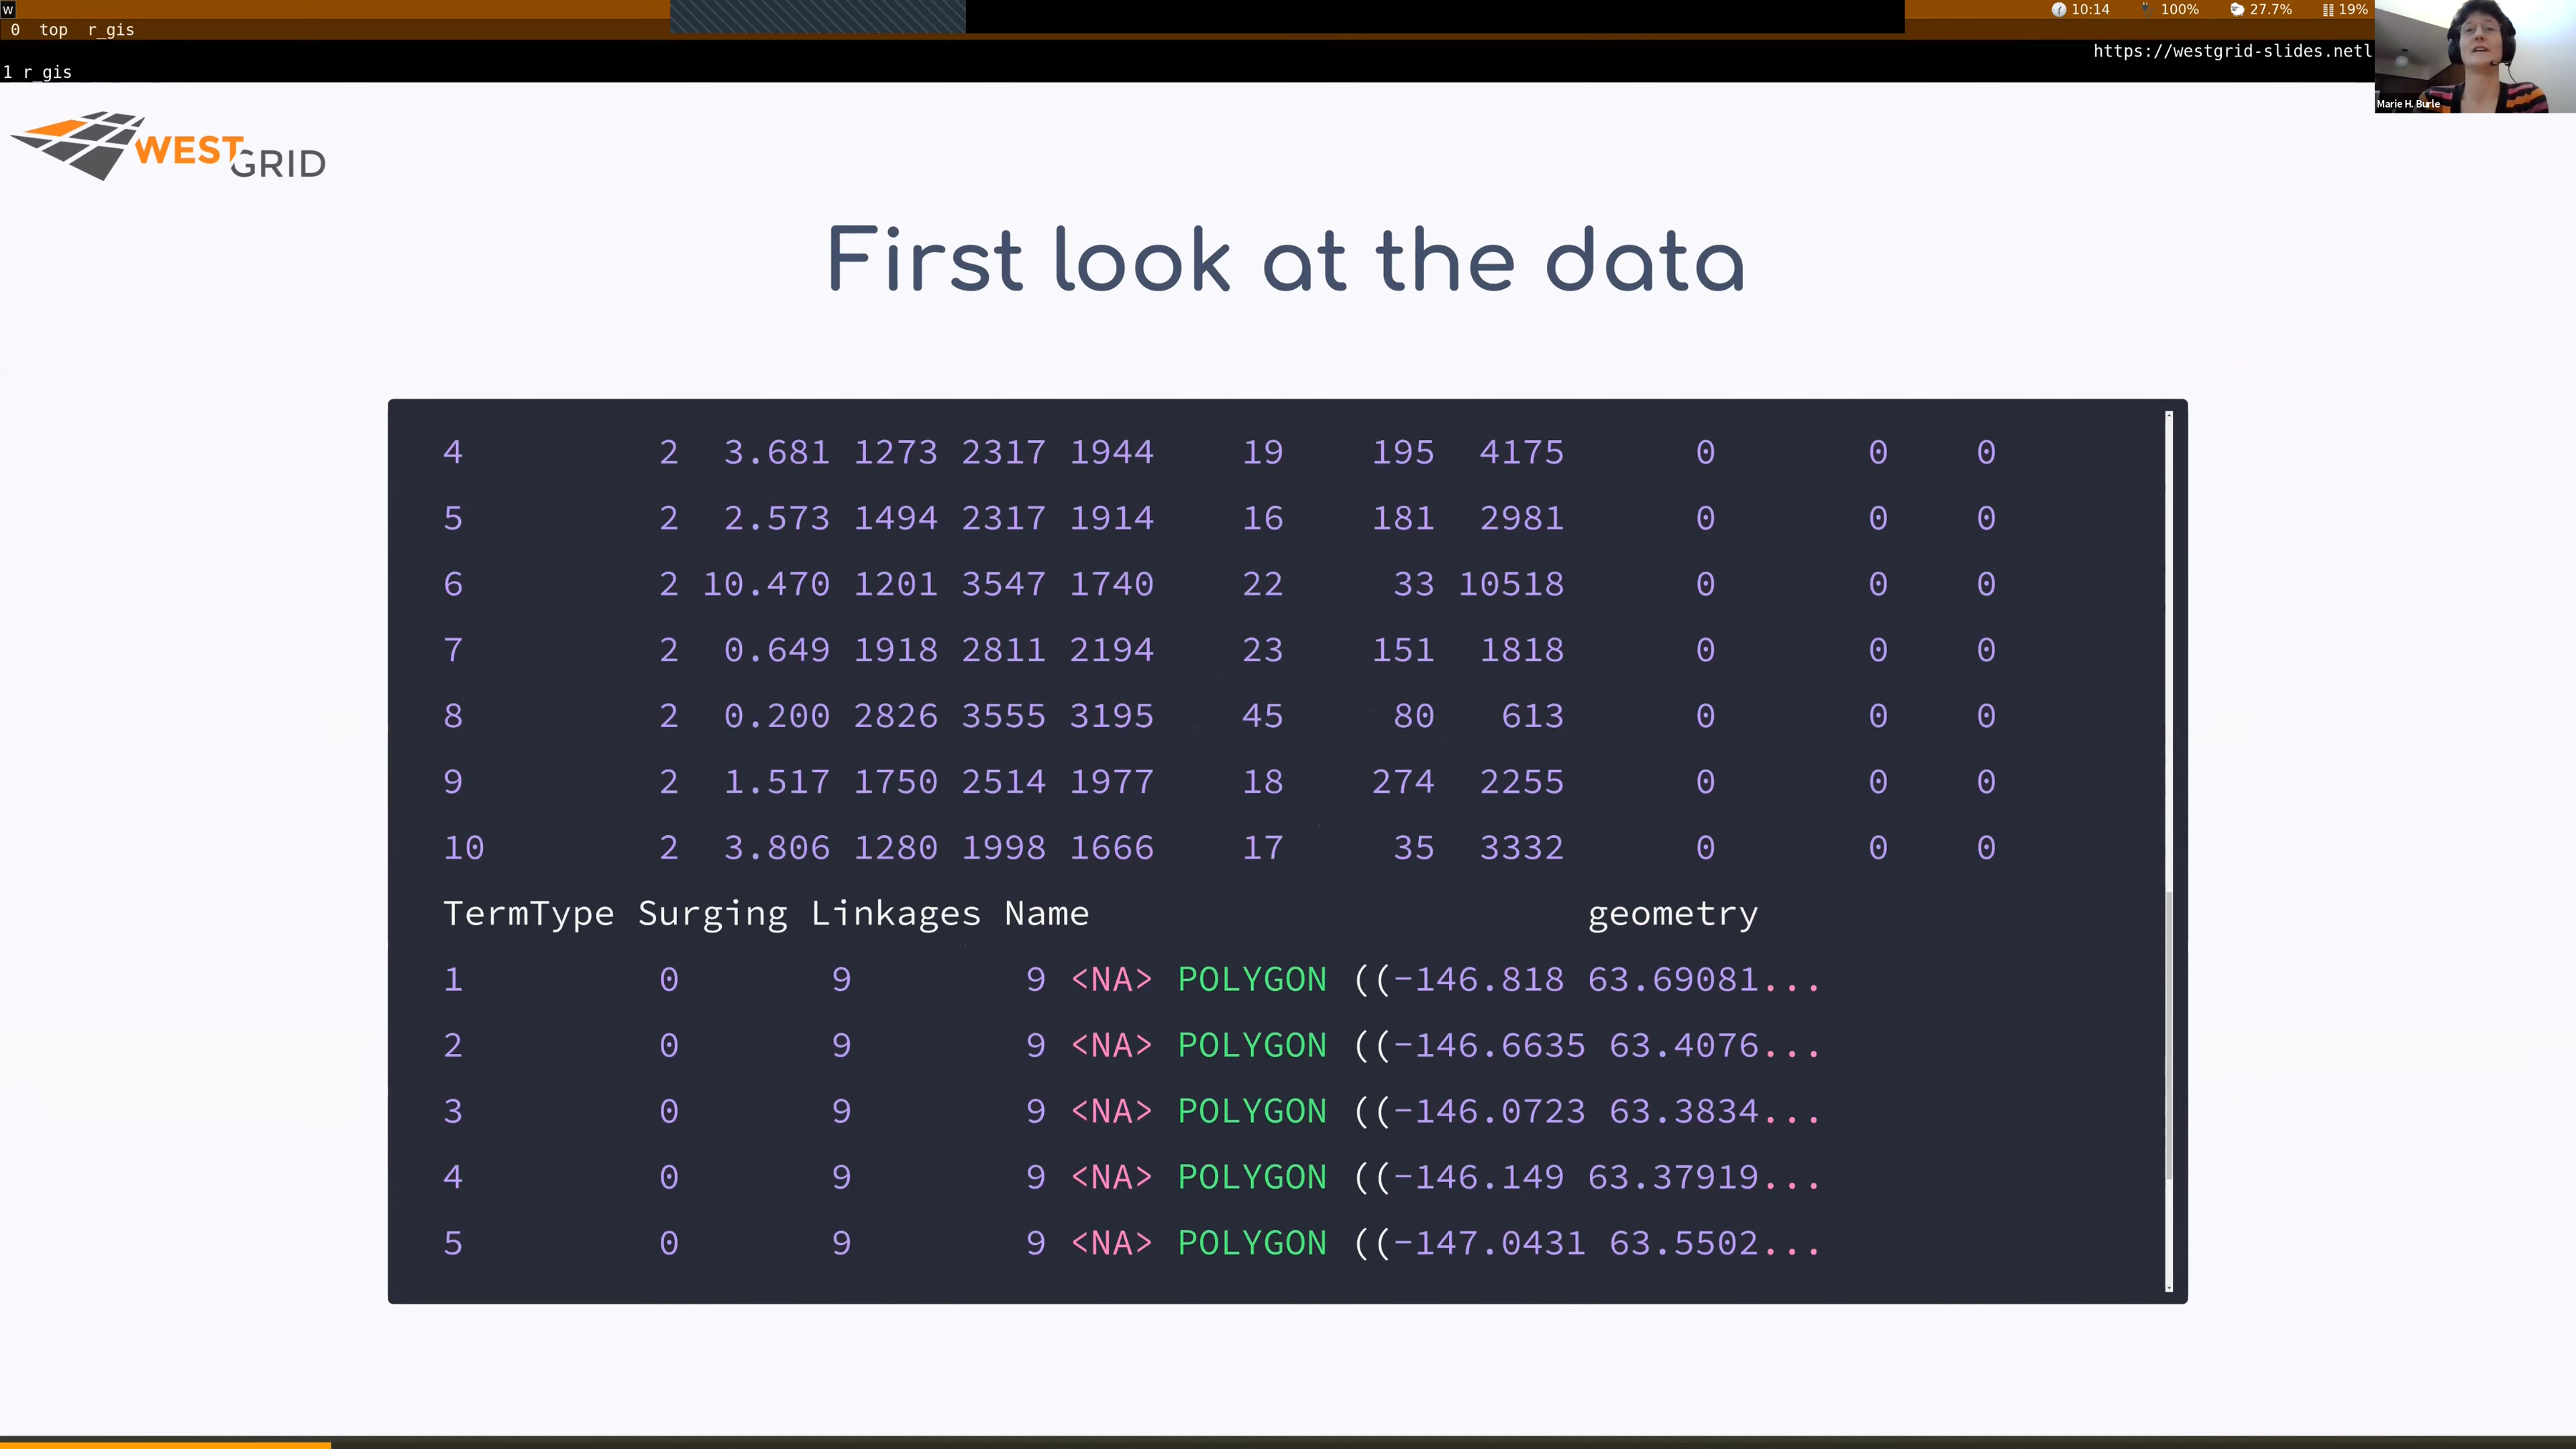 w
10:14 100% 27.7% 19%
0 top r_gis
https://westgrid-slides.netl
1 r_gis
Marie H. Burle
WESTGRID
First look at the data
4 2 3.681 1273 2317 1944 19 195 4175 0 0 0
5 2 2.573 1494 2317 1914 16 181 2981 0 0 0
6 2 10.470 1201 3547 1740 22 33 10518 0 0 0
7 2 0.649 1918 2811 2194 23 151 1818 0 0 0
8 2 0.200 2826 3555 3195 45 80 613 0 0 0
9 2 1.517 1750 2514 1977 18 274 2255 0 0 0
10 2 3.806 1280 1998 1666 17 35 3332 0 0 0
TermType Surging Linkages Name geometry
1 0 9 9 <NA> POLYGON ((-146.818 63.69081...
2 0 9 9 <NA> POLYGON ((-146.6635 63.4076...
3 0 9 9 <NA> POLYGON ((-146.0723 63.3834...
4 0 9 9 <NA> POLYGON ((-146.149 63.37919...
5 0 9 9 <NA> POLYGON ((-147.0431 63.5502...